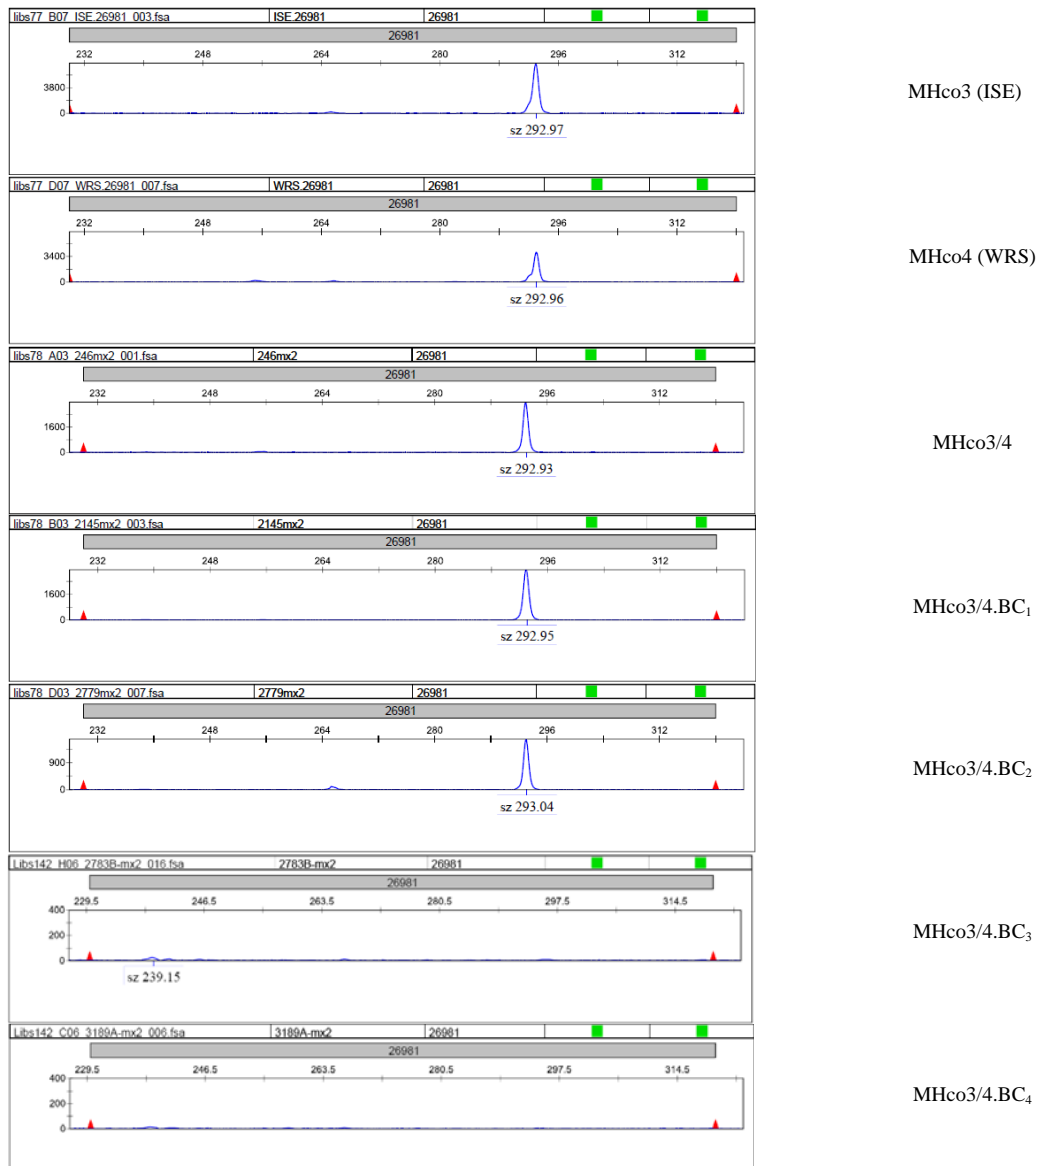 libs77_B07_ISE.26981_003.fsa ISE.26981 26981
26981
232 248 264 280 296 312
3800
0
sz 292.97
MHco3 (ISE)
libs77_D07_WRS.26981_007.fsa WRS.26981 26981
26981
232 248 264 280 296 312
3400
0
sz 292.96
MHco4 (WRS)
libs78_A03_246mx2_001.fsa 246mx2 26981
26981
232 248 264 280 296 312
1600
0
sz 292.93
MHco3/4
libs78_B03_2145mx2_003.fsa 2145mx2 26981
26981
232 248 264 280 296 312
1600
0
sz 292.95
MHco3/4.BC₁
libs78_D03_2779mx2_007.fsa 2779mx2 26981
26981
232 248 264 280 296 312
900
0
sz 293.04
MHco3/4.BC₂
Libs142_H06_2783B-mx2_016.fsa 2783B-mx2 26981
26981
229.5 246.5 263.5 280.5 297.5 314.5
400
200
0
sz 239.15
MHco3/4.BC₃
Libs142_C06_3189A-mx2_006.fsa 3189A-mx2 26981
26981
229.5 246.5 263.5 280.5 297.5 314.5
400
200
0
MHco3/4.BC₄